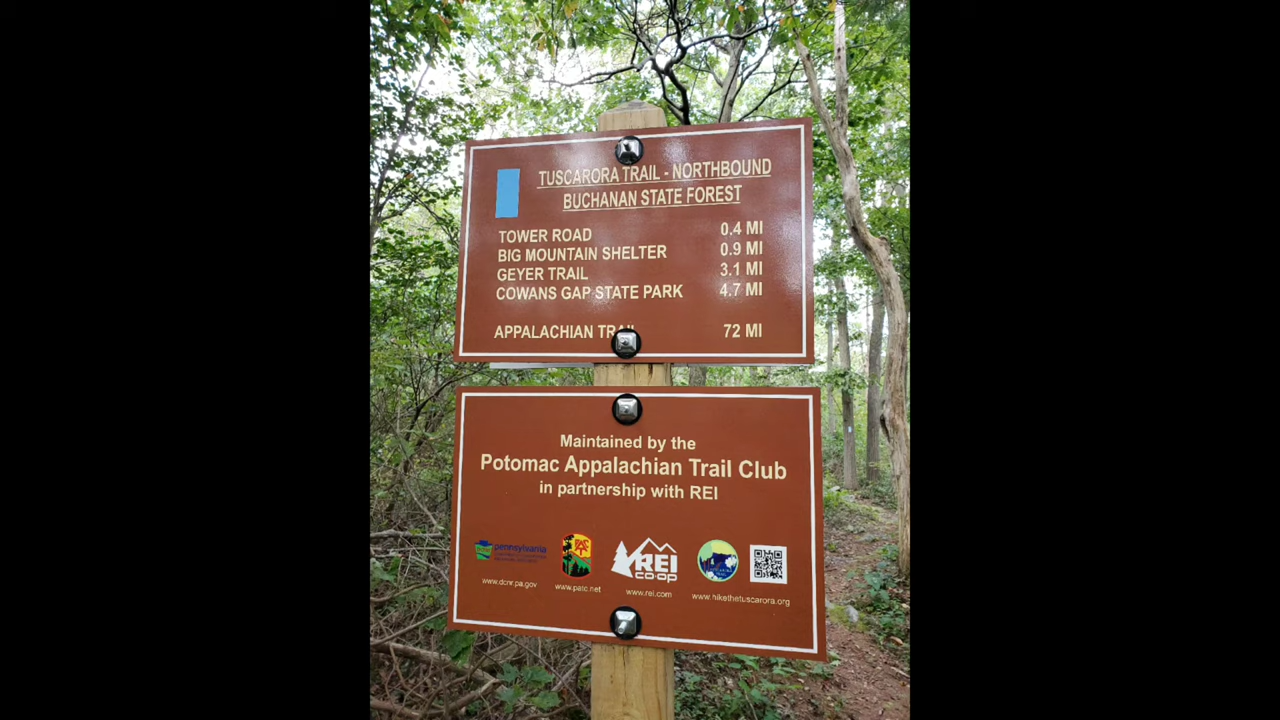 TUSCARORA TRAIL - NORTHBOUND
BUCHANAN STATE FOREST
TOWER ROAD 0.4 MI
BIG MOUNTAIN SHELTER 0.9 MI
GEYER TRAIL 3.1 MI
COWANS GAP STATE PARK 4.7 MI
APPALACHIAN TRAIL 72 MI
Maintained by the
Potomac Appalachian Trail Club
in partnership with REI
pennsylvania
PATC
REI
co·op
www.dcnr.pa.gov
www.patc.net
www.rei.com
www.hikethetuscarora.org